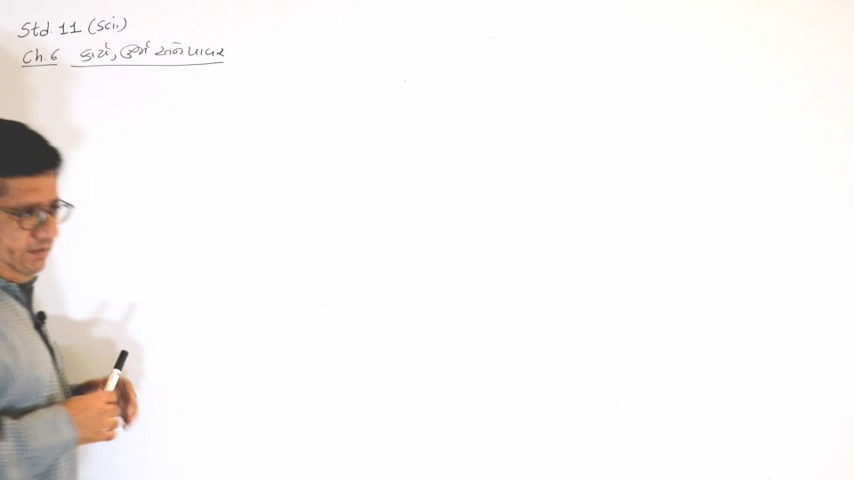 Std. 11 (Sci.)
Ch. 6 કાર્ય, ઊર્જા અને પાવર